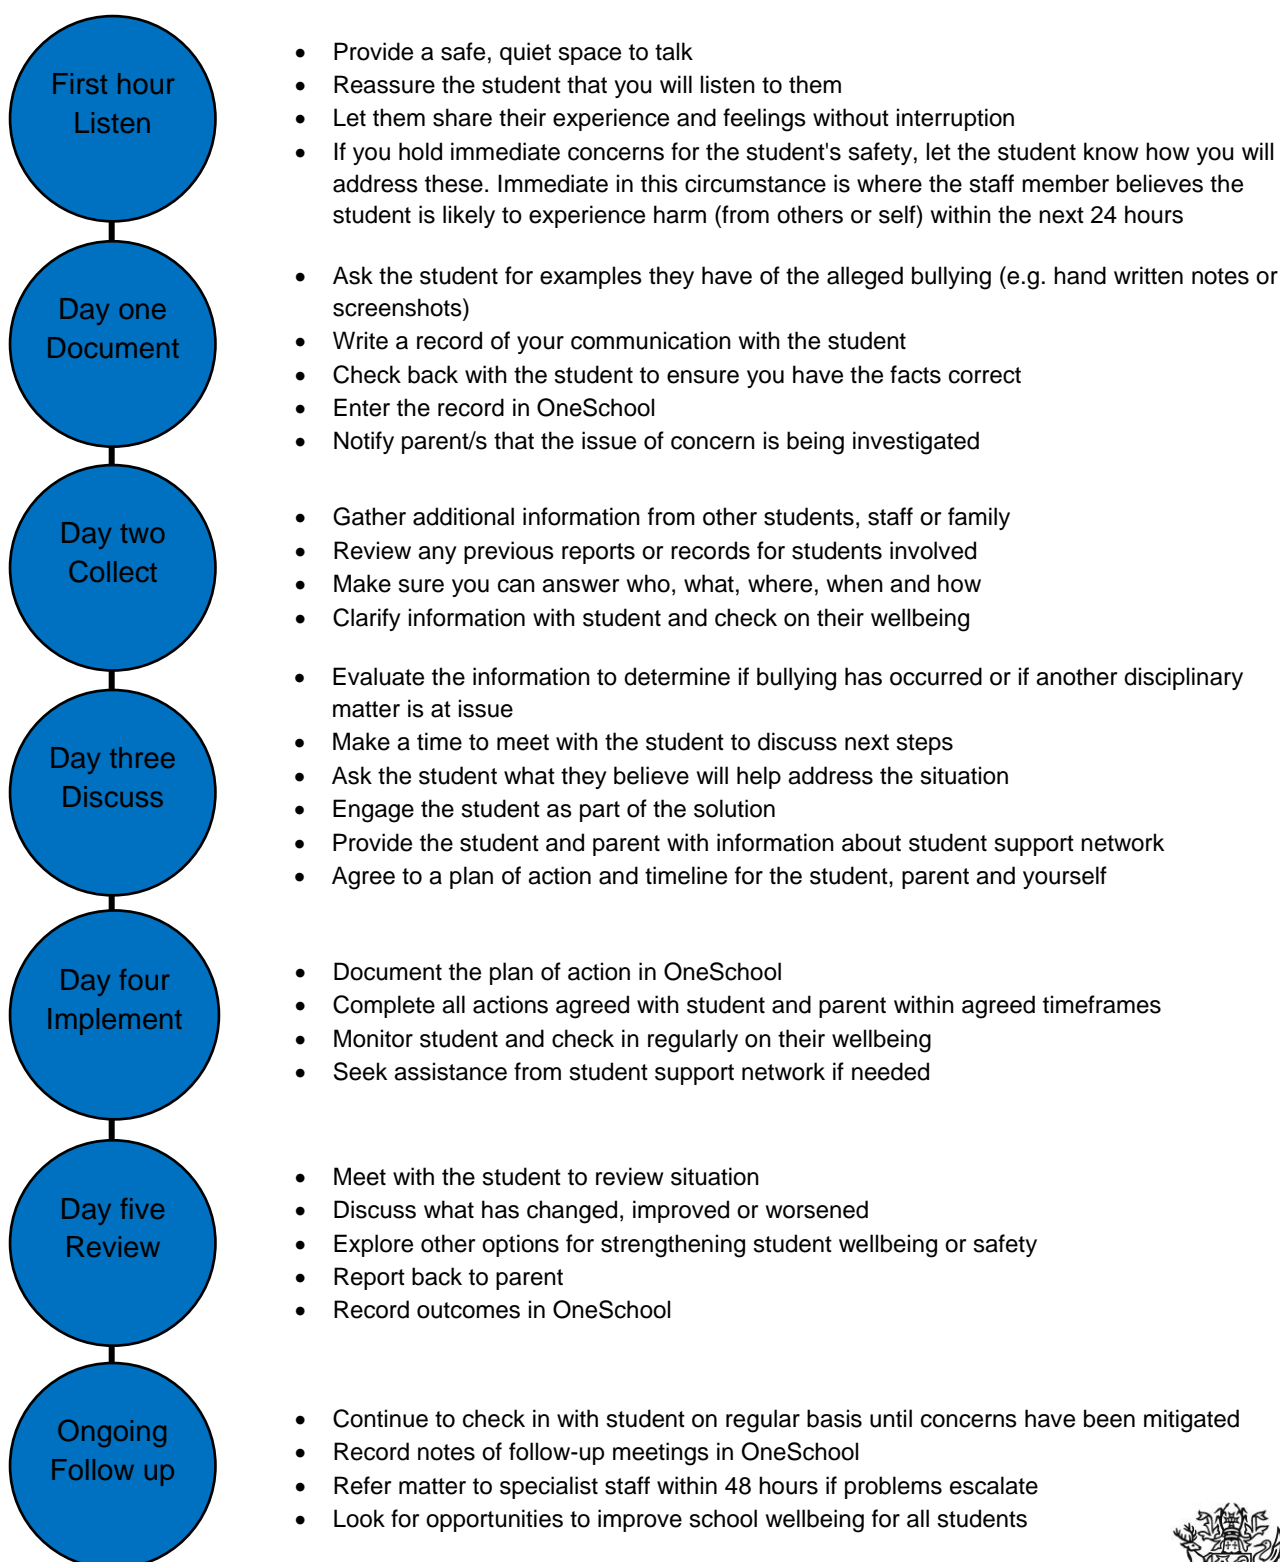 First hour
Listen
• Provide a safe, quiet space to talk
• Reassure the student that you will listen to them
• Let them share their experience and feelings without interruption
• If you hold immediate concerns for the student's safety, let the student know how you will
address these. Immediate in this circumstance is where the staff member believes the
student is likely to experience harm (from others or self) within the next 24 hours
Day one
Document
• Ask the student for examples they have of the alleged bullying (e.g. hand written notes or
screenshots)
• Write a record of your communication with the student
• Check back with the student to ensure you have the facts correct
• Enter the record in OneSchool
• Notify parent/s that the issue of concern is being investigated
Day two
Collect
• Gather additional information from other students, staff or family
• Review any previous reports or records for students involved
• Make sure you can answer who, what, where, when and how
• Clarify information with student and check on their wellbeing
Day three
Discuss
• Evaluate the information to determine if bullying has occurred or if another disciplinary
matter is at issue
• Make a time to meet with the student to discuss next steps
• Ask the student what they believe will help address the situation
• Engage the student as part of the solution
• Provide the student and parent with information about student support network
• Agree to a plan of action and timeline for the student, parent and yourself
Day four
Implement
• Document the plan of action in OneSchool
• Complete all actions agreed with student and parent within agreed timeframes
• Monitor student and check in regularly on their wellbeing
• Seek assistance from student support network if needed
Day five
Review
• Meet with the student to review situation
• Discuss what has changed, improved or worsened
• Explore other options for strengthening student wellbeing or safety
• Report back to parent
• Record outcomes in OneSchool
Ongoing
Follow up
• Continue to check in with student on regular basis until concerns have been mitigated
• Record notes of follow-up meetings in OneSchool
• Refer matter to specialist staff within 48 hours if problems escalate
• Look for opportunities to improve school wellbeing for all students